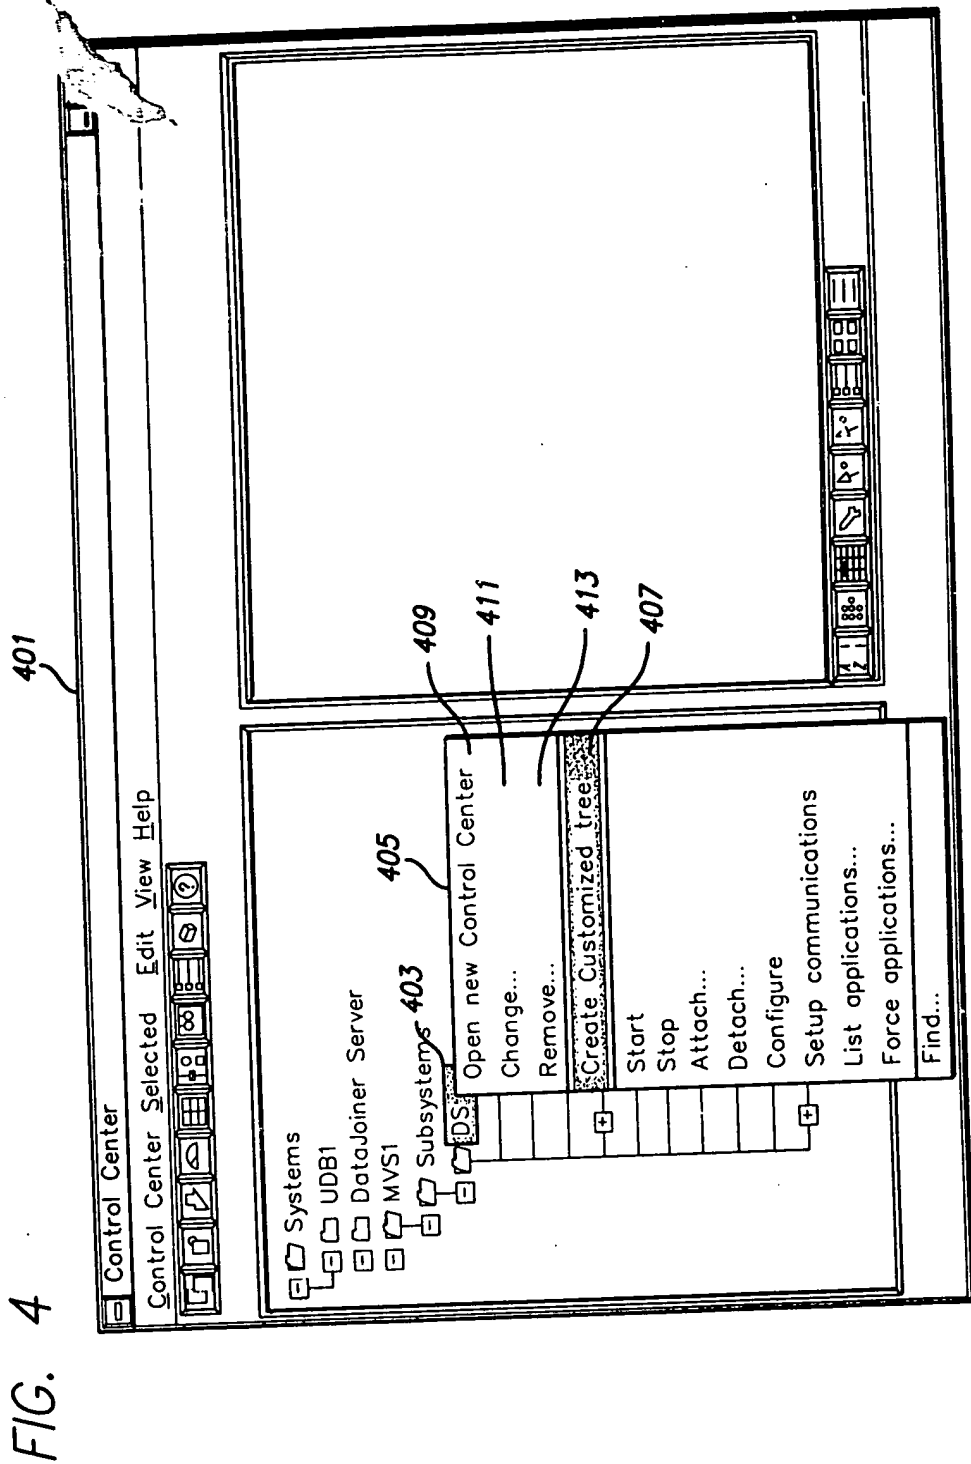 FIG. 4
401
Control Center
Control Center Selected Edit View Help
Systems
UDB1
DataJoiner Server
MVS1
Subsystems
403
DS
405
Open new Control Center
409
Change...
411
Remove...
413
Create Customized tree...
407
Start
Stop
Attach...
Detach...
Configure
Setup communications
List applications...
Force applications...
Find...